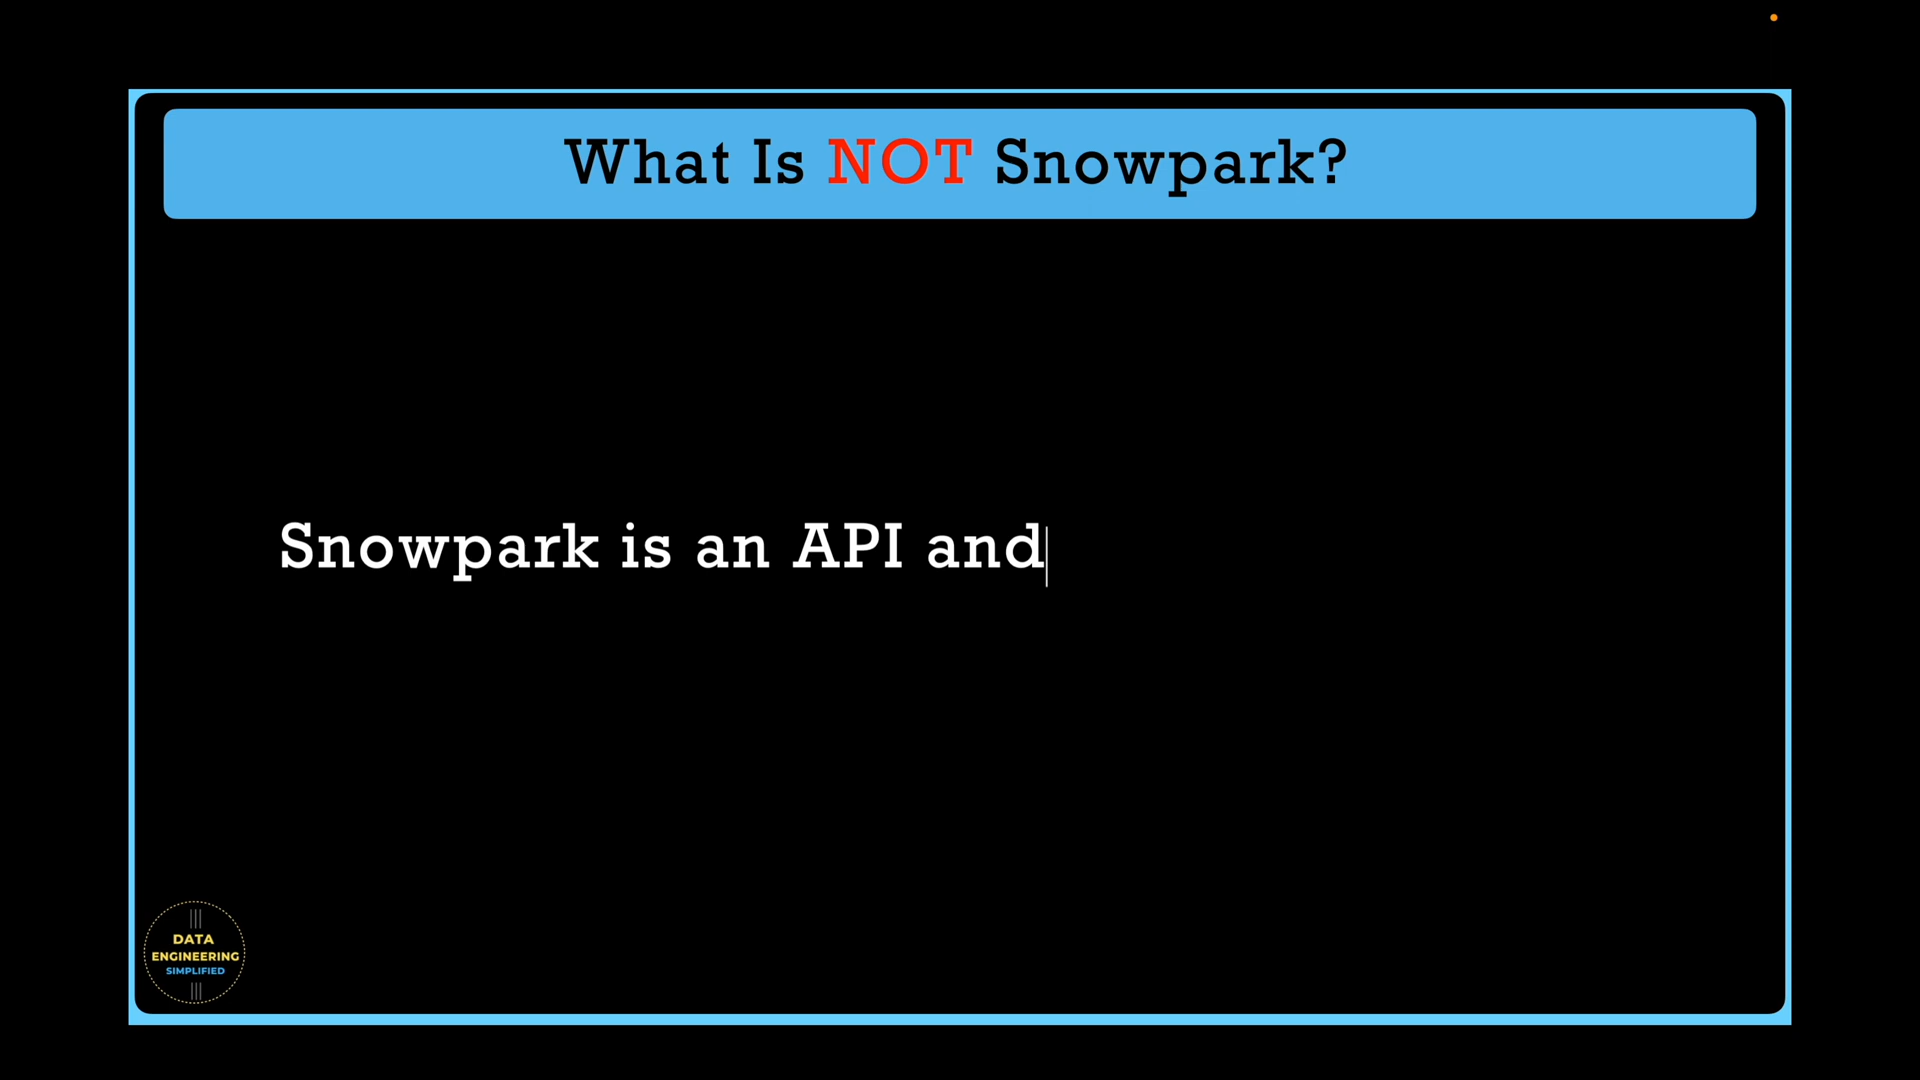 What Is NOT Snowpark?
Snowpark is an API and
DATA
ENGINEERING
SIMPLIFIED